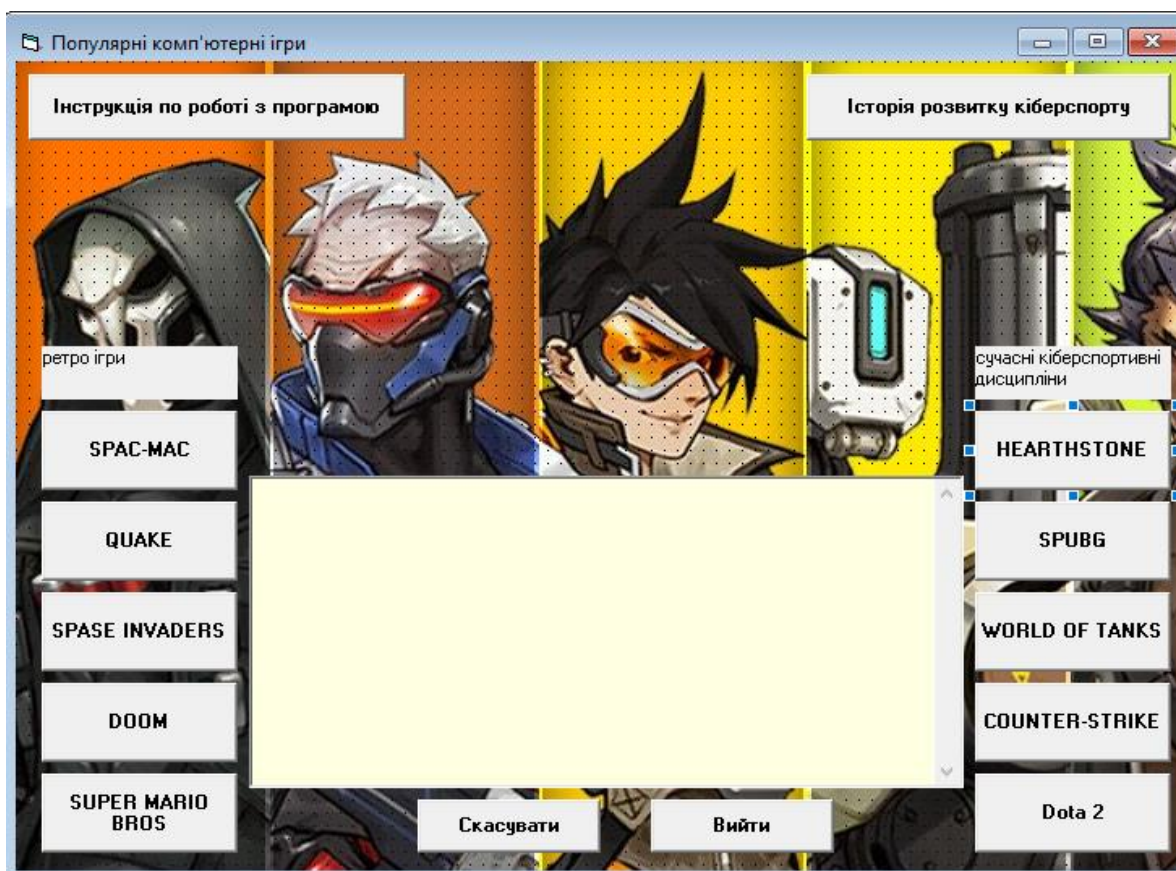 Популярні комп'ютерні ігри
Інструкція по роботі з програмою
Історія розвитку кіберспорту
ретро ігри
сучасні кіберспортивні
дисципліни
SPAC-MAC
HEARTHSTONE
QUAKE
SPUBG
SPASE INVADERS
WORLD OF TANKS
DOOM
COUNTER-STRIKE
SUPER MARIO
BROS
Dota 2
Скасувати
Вийти